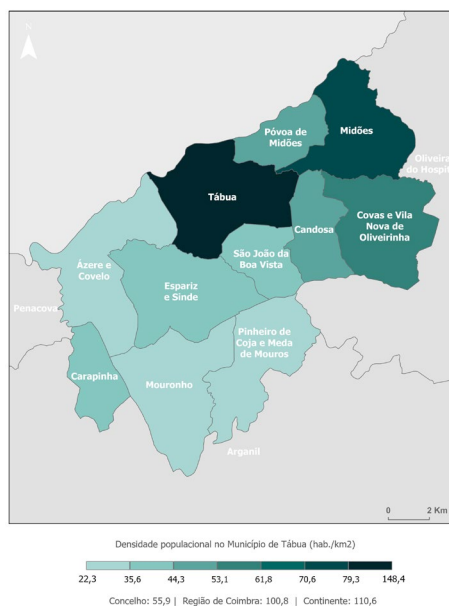 N
Póvoa de
Midões
Midões
Oliveira
do Hospit
Tábua
Covas e Vila
Nova de
Oliveirinha
Candosa
São João da
Boa Vista
Ázere e
Covelo
Espariz
e Sinde
Penacova
Pinheiro de
Coja e Meda
de Mouros
Carapinha
Mouronho
Arganil
0 2 Km
Densidade populacional no Município de Tábua (hab./km2)
22,3 35,6 44,3 53,1 61,8 70,6 79,3 148,4
Concelho: 55,9 | Região de Coimbra: 100,8 | Continente: 110,6